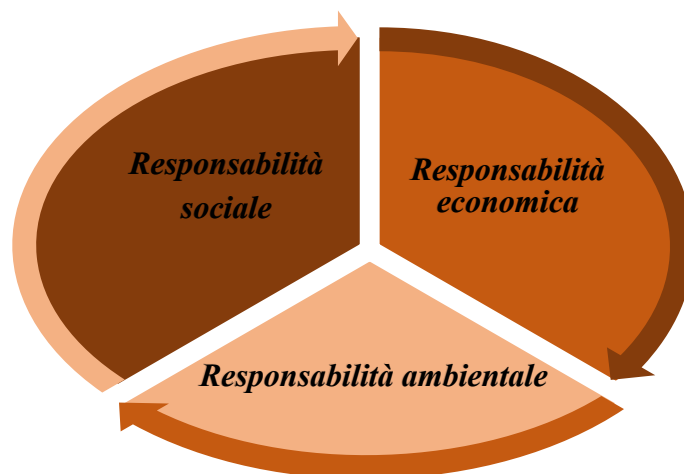 Responsabilità
sociale
Responsabilità
economica
Responsabilità ambientale